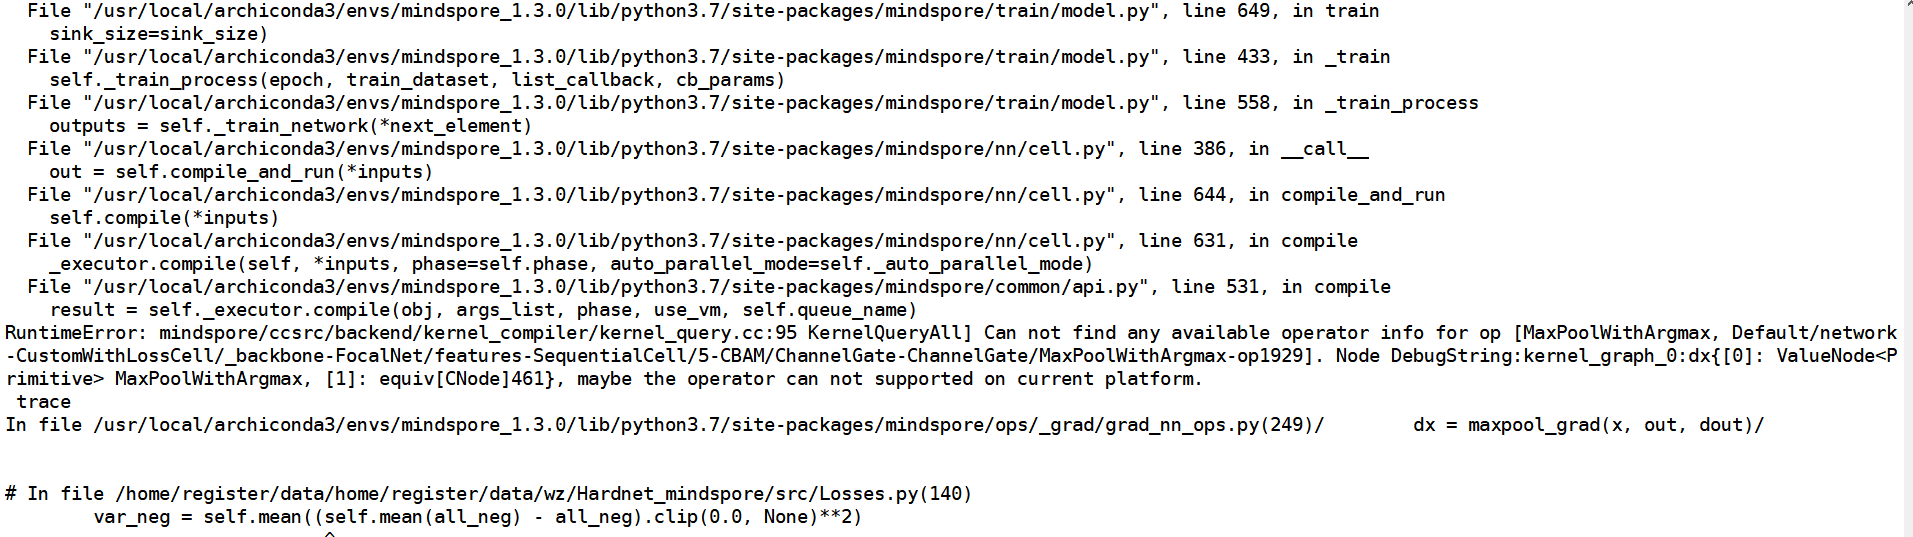 File "/usr/local/archiconda3/envs/mindspore_1.3.0/lib/python3.7/site-packages/mindspore/train/model.py", line 649, in train
sink_size=sink_size)
File "/usr/local/archiconda3/envs/mindspore_1.3.0/lib/python3.7/site-packages/mindspore/train/model.py", line 433, in _train
self._train_process(epoch, train_dataset, list_callback, cb_params)
File "/usr/local/archiconda3/envs/mindspore_1.3.0/lib/python3.7/site-packages/mindspore/train/model.py", line 558, in _train_process
outputs = self._train_network(*next_element)
File "/usr/local/archiconda3/envs/mindspore_1.3.0/lib/python3.7/site-packages/mindspore/nn/cell.py", line 386, in __call__
out = self.compile_and_run(*inputs)
File "/usr/local/archiconda3/envs/mindspore_1.3.0/lib/python3.7/site-packages/mindspore/nn/cell.py", line 644, in compile_and_run
self.compile(*inputs)
File "/usr/local/archiconda3/envs/mindspore_1.3.0/lib/python3.7/site-packages/mindspore/nn/cell.py", line 631, in compile
_executor.compile(self, *inputs, phase=self.phase, auto_parallel_mode=self._auto_parallel_mode)
File "/usr/local/archiconda3/envs/mindspore_1.3.0/lib/python3.7/site-packages/mindspore/common/api.py", line 531, in compile
result = self._executor.compile(obj, args_list, phase, use_vm, self.queue_name)
RuntimeError: mindspore/ccsrc/backend/kernel_compiler/kernel_query.cc:95 KernelQueryAll] Can not find any available operator info for op [MaxPoolWithArgmax, Default/network
-CustomWithLossCell/_backbone-FocalNet/features-SequentialCell/5-CBAM/ChannelGate-ChannelGate/MaxPoolWithArgmax-op1929]. Node DebugString:kernel_graph_0:dx{[0]: ValueNode<P
rimitive> MaxPoolWithArgmax, [1]: equiv[CNode]461}, maybe the operator can not supported on current platform.
trace
In file /usr/local/archiconda3/envs/mindspore_1.3.0/lib/python3.7/site-packages/mindspore/ops/_grad/grad_nn_ops.py(249)/        dx = maxpool_grad(x, out, dout)/
# In file /home/register/data/home/register/data/wz/Hardnet_mindspore/src/Losses.py(140)
var_neg = self.mean((self.mean(all_neg) - all_neg).clip(0.0, None)**2)
^